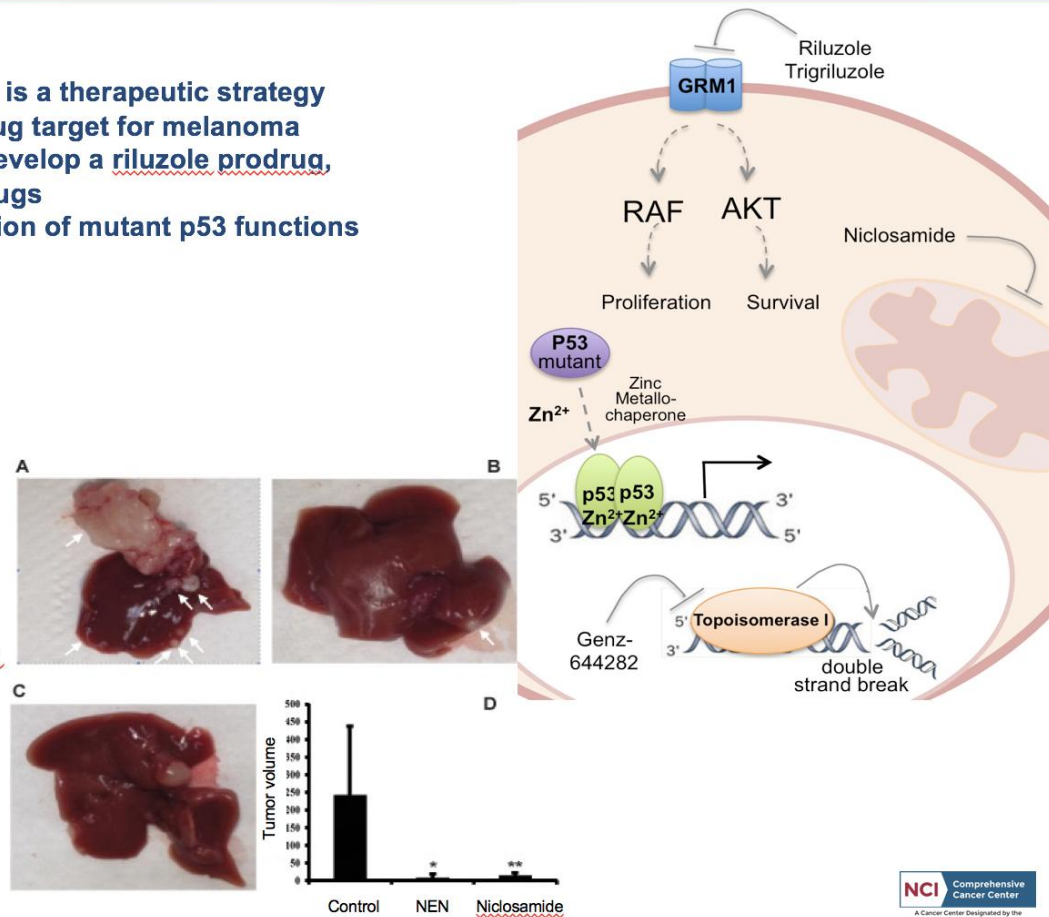 is a therapeutic strategy
ug target for melanoma
evelop a riluzole prodrug,
ugs
ion of mutant p53 functions
Riluzole
Trigriluzole
GRM1
RAF AKT
Niclosamide
Proliferation Survival
P53
mutant
Zinc
Metallo-
chaperone
Zn²⁺
p53 p53
Zn²⁺Zn²⁺
5' 3'
3' 5'
Genz-
644282
5' Topoisomerase I
3'
double
strand break
A
B
C
D
Tumor volume
500
450
400
350
300
250
200
150
100
50
0
* **
Control NEN Niclosamide
NCI Comprehensive
Cancer Center
A Cancer Center Designated by the